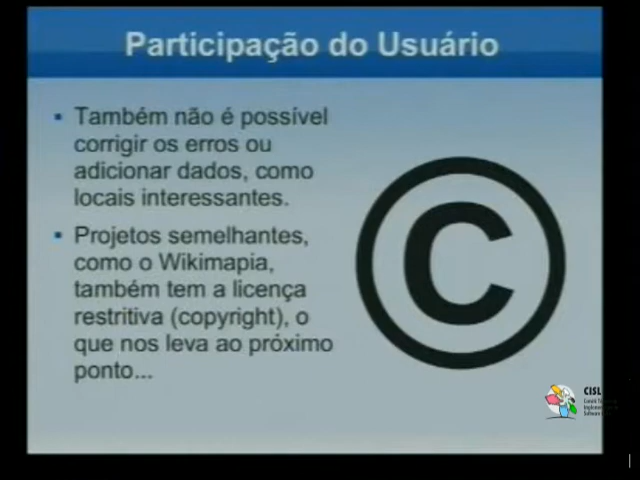 Participação do Usuário
Também não é possível
corrigir os erros ou
adicionar dados, como
locais interessantes.
Projetos semelhantes,
como o Wikimapia,
também tem a licença
restritiva (copyright), o
que nos leva ao próximo
ponto...
C
CISL